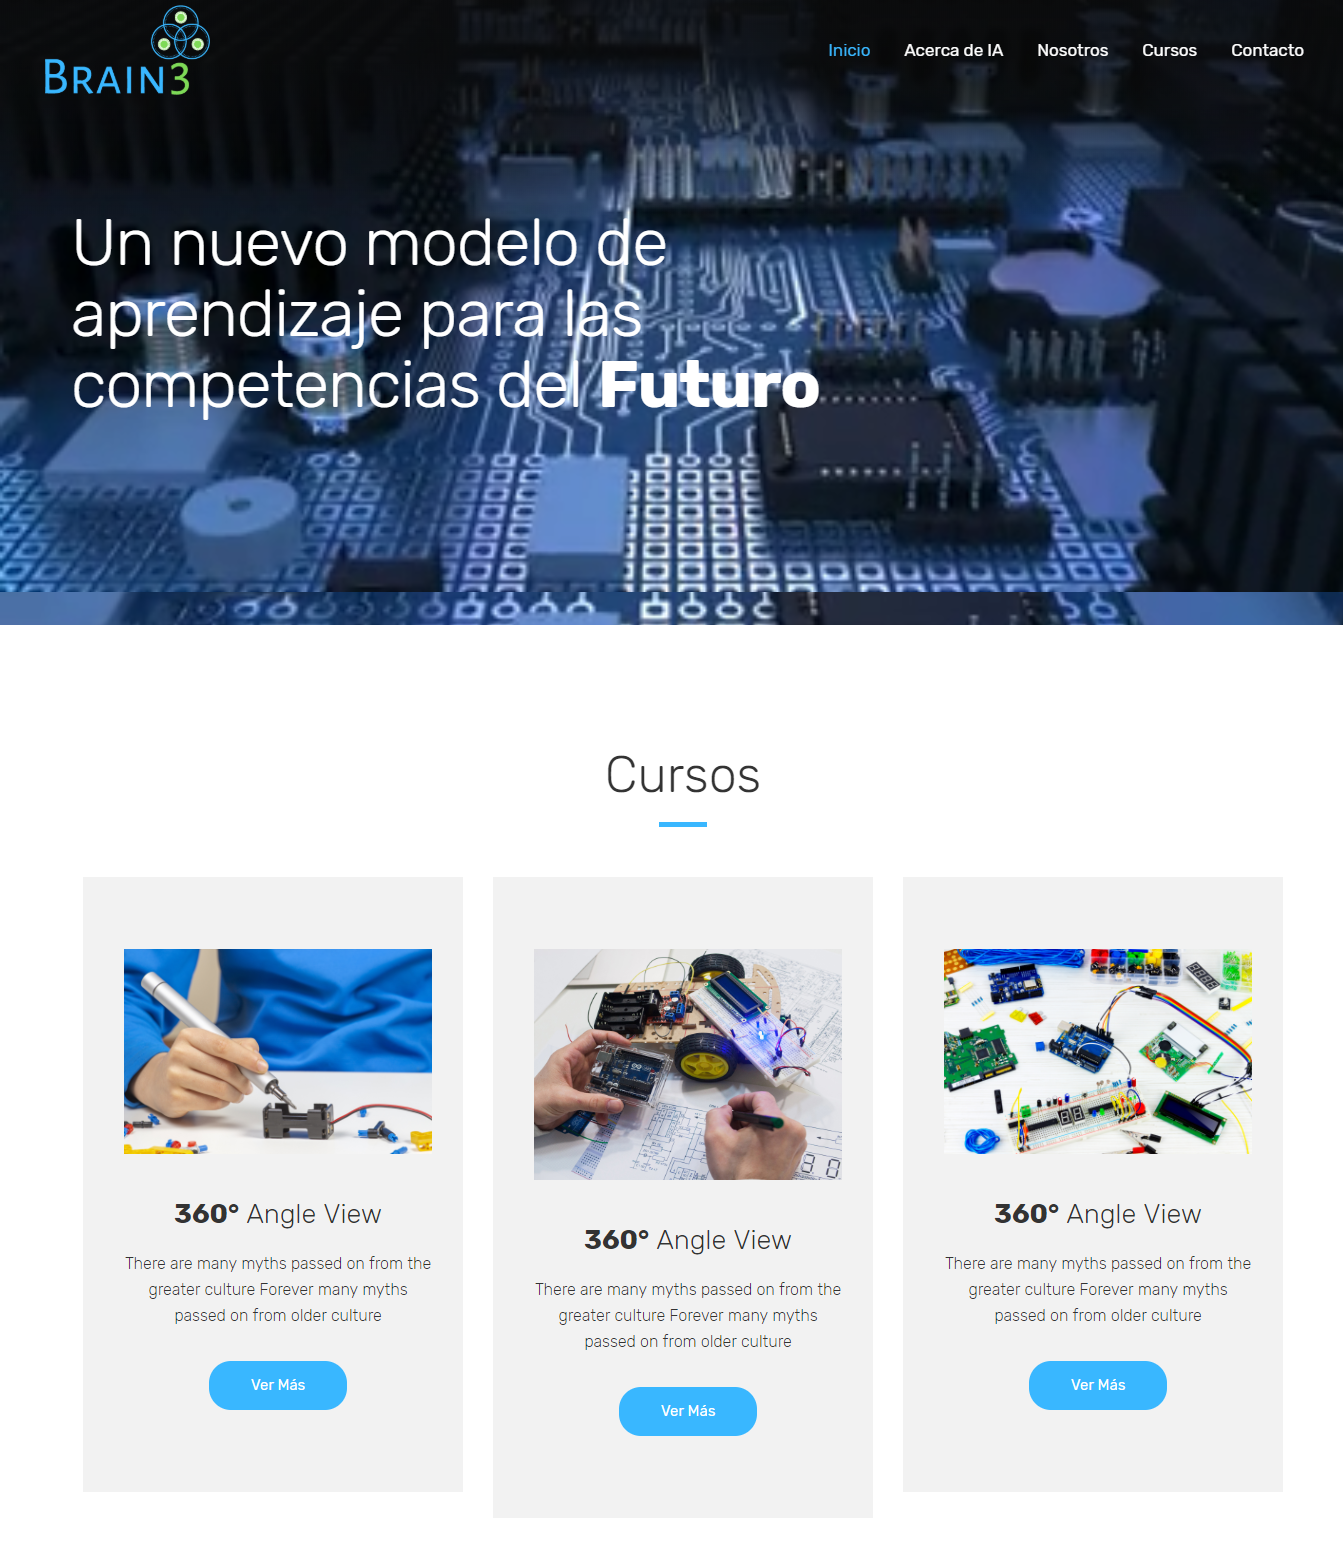 BRAIN3
Inicio
Acerca de IA
Nosotros
Cursos
Contacto
Un nuevo modelo de
aprendizaje para las
competencias del Futuro
Cursos
360° Angle View
There are many myths passed on from the
greater culture Forever many myths
passed on from older culture
Ver Más
3.0
360° Angle View
There are many myths passed on from the
greater culture Forever many myths
passed on from older culture
Ver Más
360° Angle View
There are many myths passed on from the
greater culture Forever many myths
passed on from older culture
Ver Más